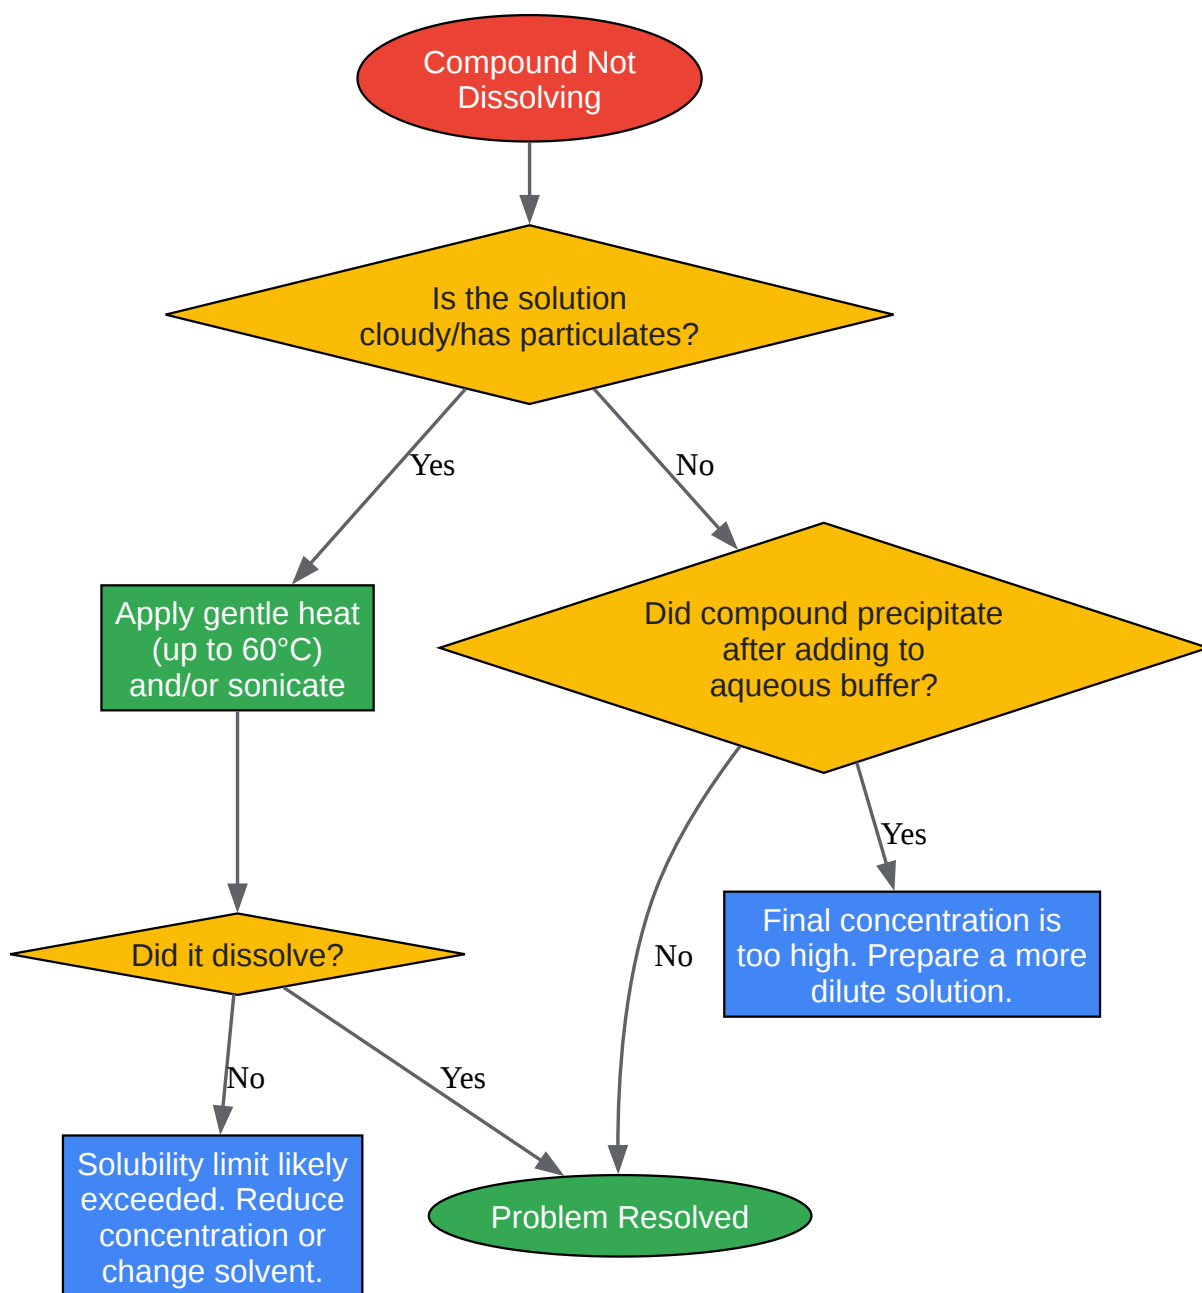 Compound Not
Dissolving
Is the solution
cloudy/has particulates?
Yes
No
Apply gentle heat
(up to 60°C)
and/or sonicate
Did compound precipitate
after adding to
aqueous buffer?
Yes
No
Final concentration is
too high. Prepare a more
dilute solution.
Did it dissolve?
No
Yes
Solubility limit likely
exceeded. Reduce
concentration or
change solvent.
Problem Resolved